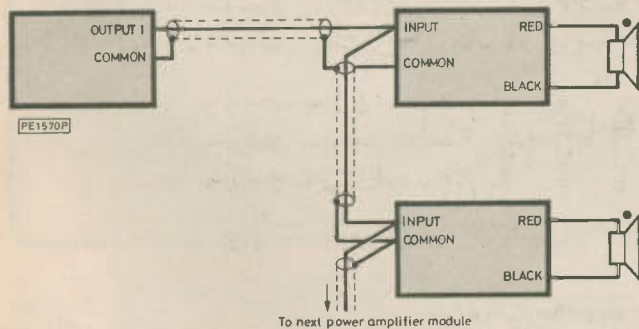 OUTPUT 1
COMMON
PE1570P
INPUT
RED
COMMON
BLACK
INPUT
RED
COMMON
BLACK
To next power amplifier module